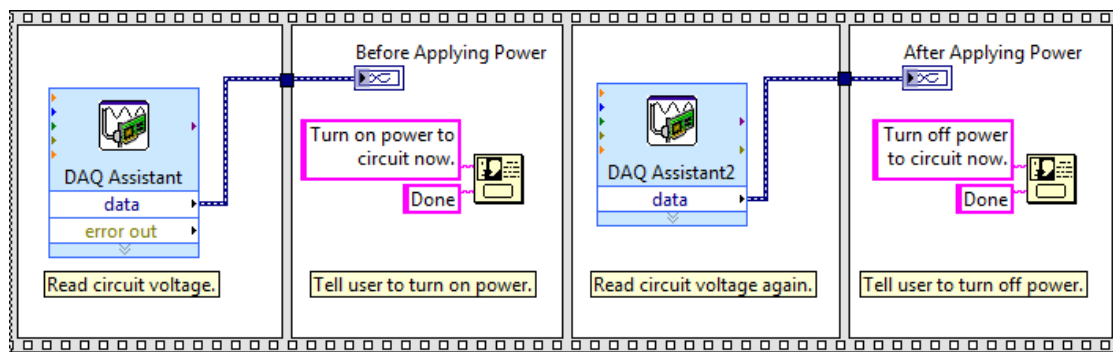 DAQ Assistant
data
error out
Read circuit voltage.
Before Applying Power
Turn on power to
circuit now.
Done
Tell user to turn on power.
DAQ Assistant2
data
Read circuit voltage again.
After Applying Power
Turn off power
to circuit now.
Done
Tell user to turn off power.